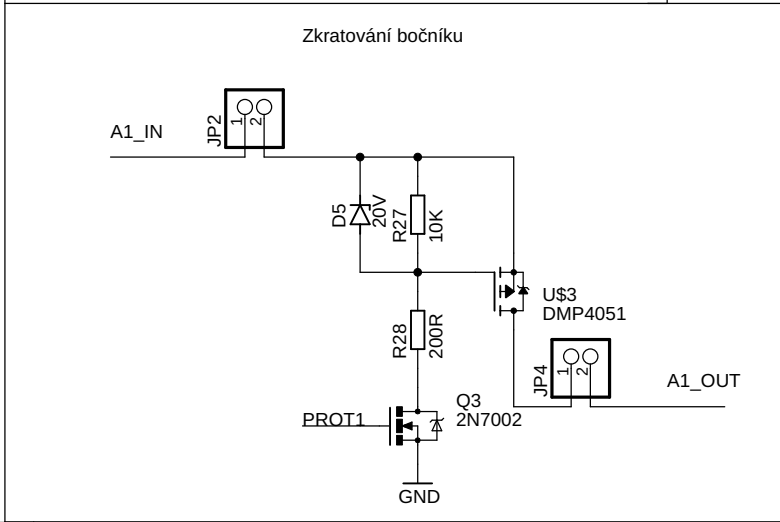 Zkratování bočníku
JP2
1
2
A1_IN
D5
20V
R27
10K
U$3
DMP4051
R28
200R
JP4
1
2
A1_OUT
Q3
2N7002
PROT1
GND